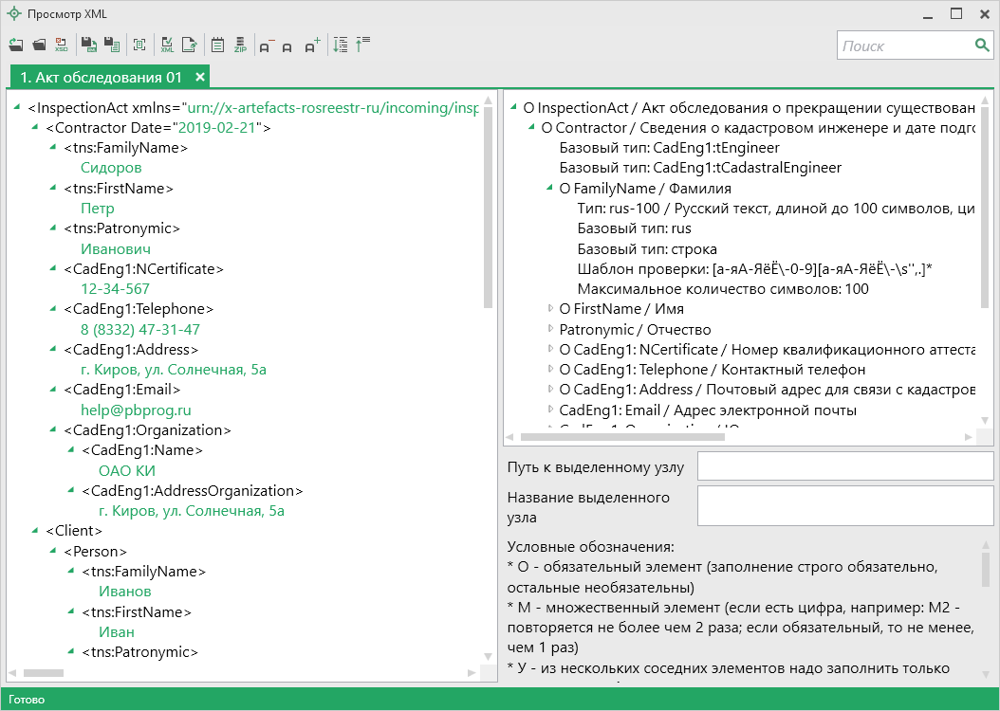 Просмотр XML
XSD
XML
ZIP
Поиск
1. Акт обследования 01
<InspectionAct xmlns="urn://x-artefacts-rosreestr-ru/incoming/insp
<Contractor Date="2019-02-21">
<tns:FamilyName>
Сидоров
<tns:FirstName>
Петр
<tns:Patronymic>
Иванович
<CadEng1:NCertificate>
12-34-567
<CadEng1:Telephone>
8 (8332) 47-31-47
<CadEng1:Address>
г. Киров, ул. Солнечная, 5а
<CadEng1:Email>
help@pbprog.ru
<CadEng1:Organization>
<CadEng1:Name>
ОАО КИ
<CadEng1:AddressOrganization>
г. Киров, ул. Солнечная, 5а
<Client>
<Person>
<tns:FamilyName>
Иванов
<tns:FirstName>
Иван
<tns:Patronymic>
О InspectionAct / Акт обследования о прекращении существован
О Contractor / Сведения о кадастровом инженере и дате подго
Базовый тип: CadEng1:tEngineer
Базовый тип: CadEng1:tCadastralEngineer
О FamilyName / Фамилия
Тип: rus-100 / Русский текст, длиной до 100 символов, ци
Базовый тип: rus
Базовый тип: строка
Шаблон проверки: [а-яА-ЯёЁ\-0-9][а-яА-ЯёЁ\-\s'',.]*
Максимальное количество символов: 100
О FirstName / Имя
Patronymic / Отчество
О CadEng1: NCertificate / Номер квалификационного аттеста
О CadEng1: Telephone / Контактный телефон
О CadEng1: Address / Почтовый адрес для связи с кадастров
CadEng1: Email / Адрес электронной почты
Путь к выделенному узлу
Название выделенного
узла
Условные обозначения:
* О - обязательный элемент (заполнение строго обязательно,
остальные необязательны)
* М - множественный элемент (если есть цифра, например: М2 -
повторяется не более чем 2 раза; если обязательный, то не менее,
чем 1 раз)
* У - из нескольких соседних элементов надо заполнить только
Готово